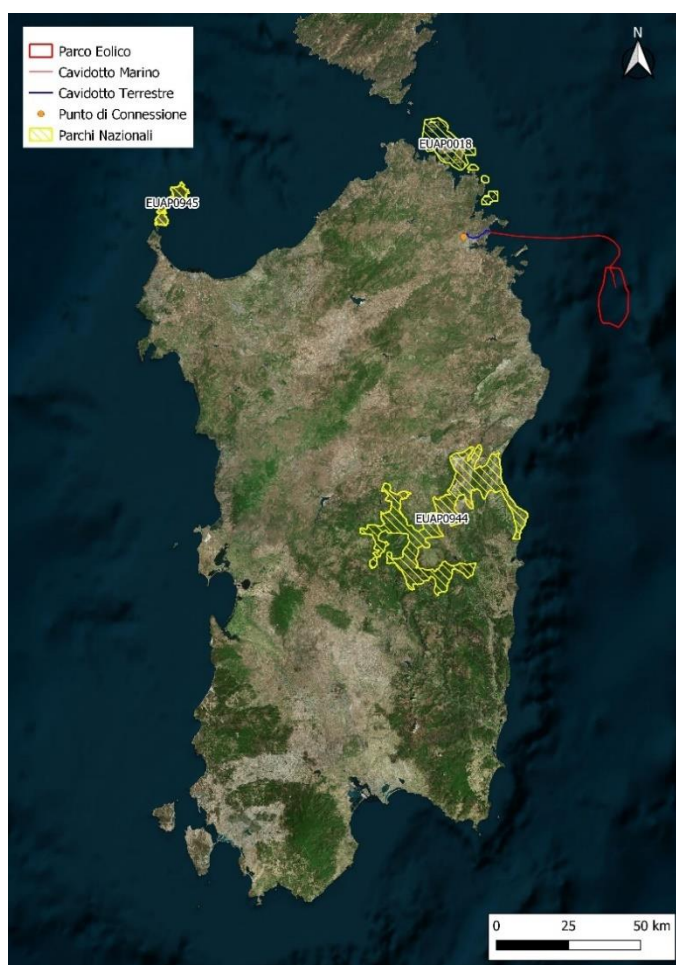 Parco Eolico
Cavidotto Marino
Cavidotto Terrestre
Punto di Connessione
Parchi Nazionali
N
EUAP0018
EUAP0945
EUAP0944
0 25 50 km